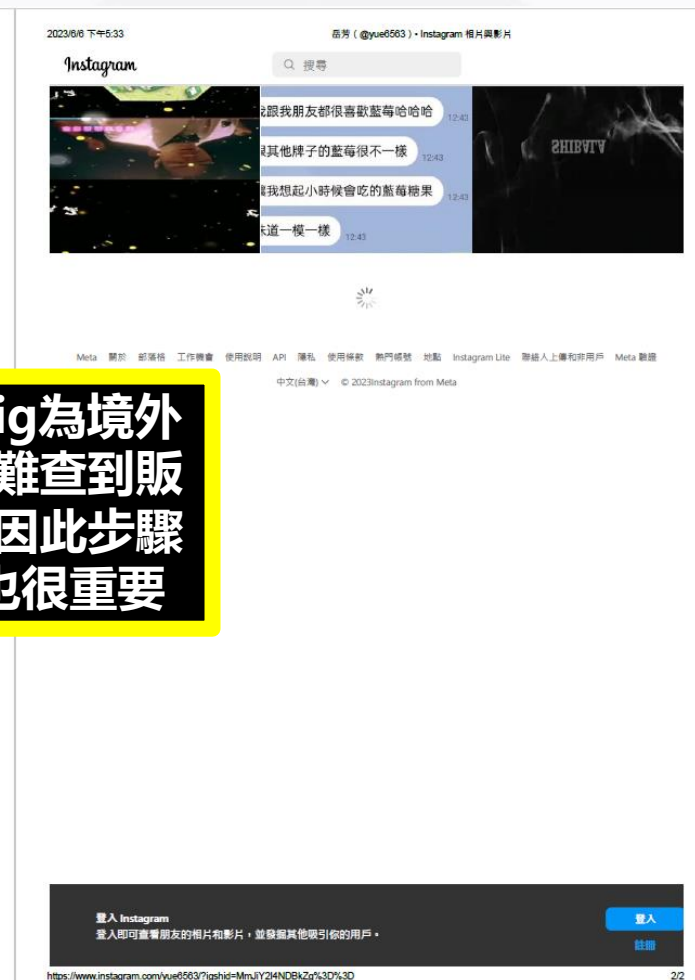 2023/6/6 下午5:33
岳芳（@yue6563）• Instagram 相片與影片
Instagram
搜尋
跟我朋友都很喜歡藍莓哈哈哈
12:43
其他牌子的藍莓很不一樣
12:43
我想起小時候會吃的藍莓糖果
12:43
味道一模一樣
12:43
SHIBALA
Meta 關於 部落格 工作機會 使用說明 API 隱私 使用條款 熱門帳號 地點 Instagram Lite 聯絡人上傳和非用戶 Meta 驗證
中文(台灣) © 2023Instagram from Meta
ig為境外
難查到販
因此步驟
也很重要
登入 Instagram
登入即可查看朋友的相片和影片，並發掘其他吸引你的用戶。
登入
註冊
https://www.instagram.com/yue6563/?igshid=MmJiY2I4NDBkZg%3D%3D
2/2